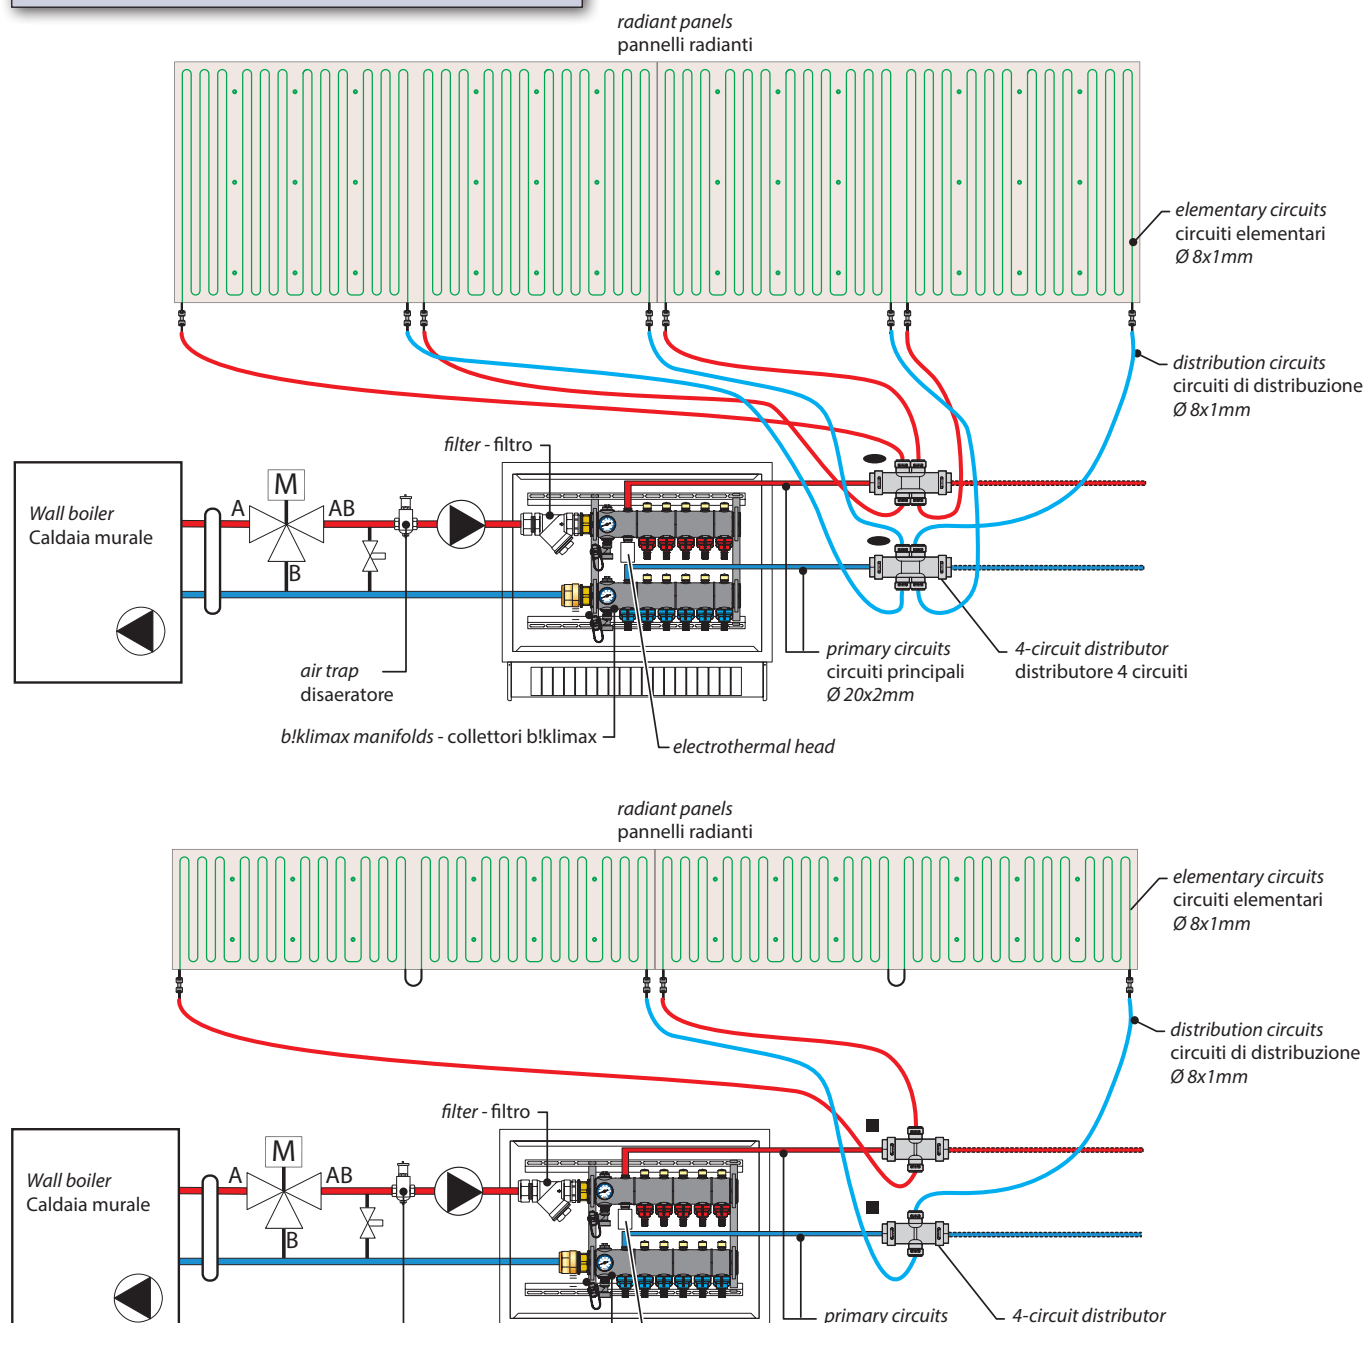 radiant panels
pannelli radianti
elementary circuits
circuiti elementari
Ø 8x1mm
distribution circuits
circuiti di distribuzione
Ø 8x1mm
filter - filtro
M
A
AB
B
Wall boiler
Caldaia murale
air trap
disaeratore
primary circuits
circuiti principali
Ø 20x2mm
4-circuit distributor
distributore 4 circuiti
b!klimax manifolds - collettori b!klimax
electrothermal head
radiant panels
pannelli radianti
elementary circuits
circuiti elementari
Ø 8x1mm
distribution circuits
circuiti di distribuzione
Ø 8x1mm
filter - filtro
M
A
AB
B
Wall boiler
Caldaia murale
primary circuits
4-circuit distributor